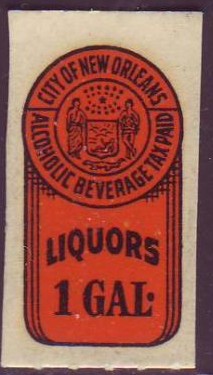 CITY OF NEW ORLEANS
ALCOHOLIC BEVERAGE TAX PAID
LIQUORS
1 GAL.